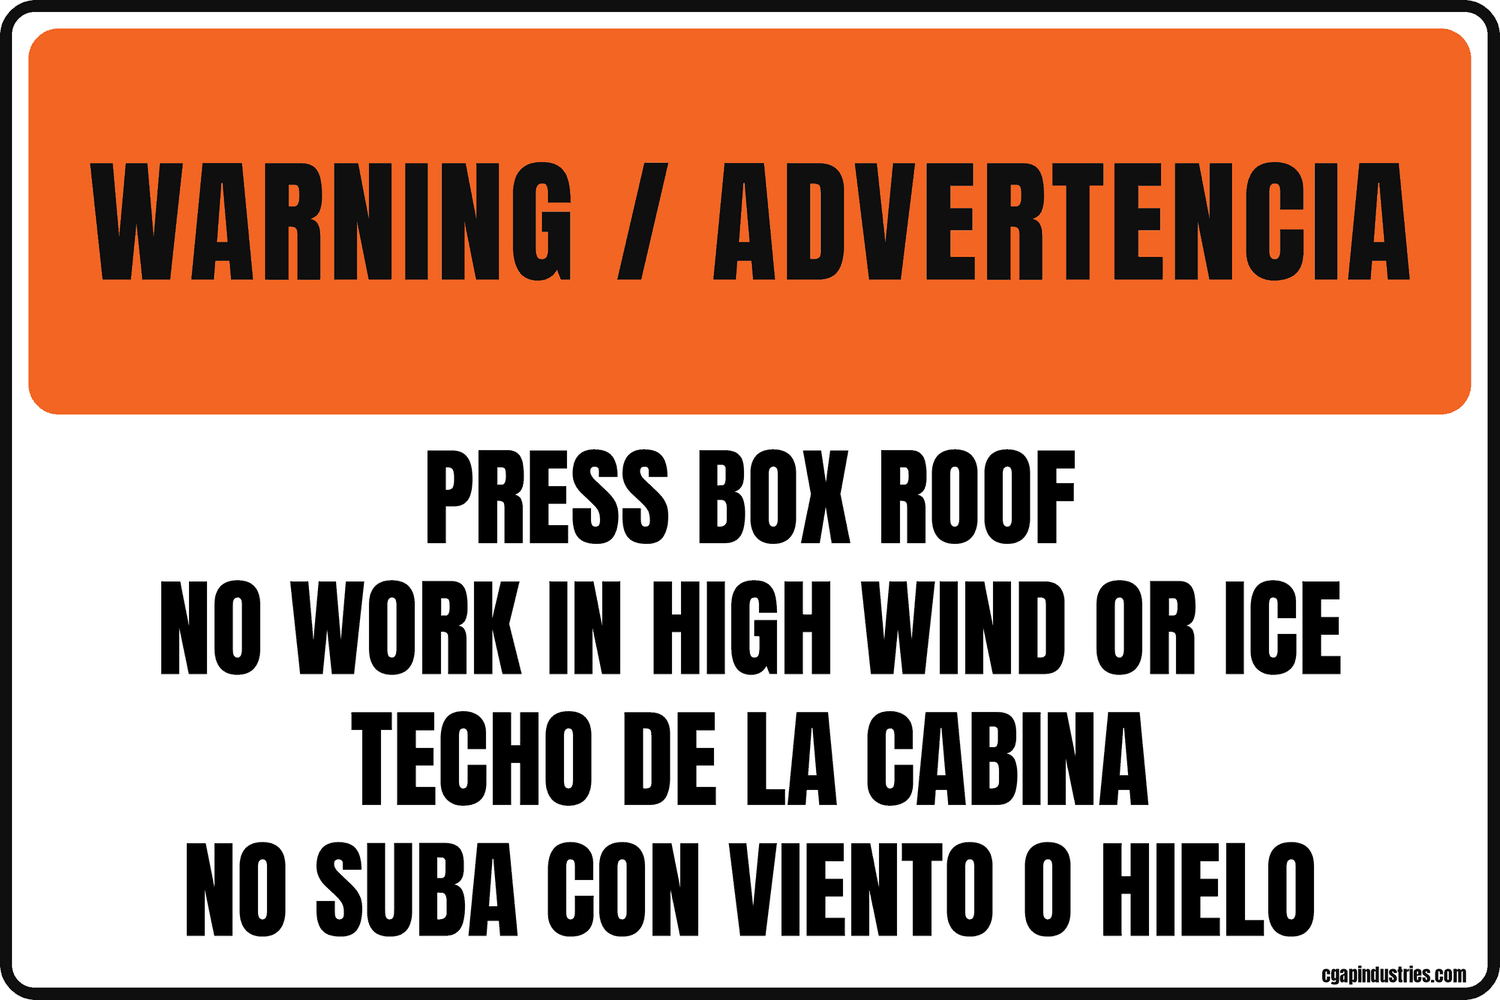 WARNING / ADVERTENCIA
PRESS BOX ROOF
NO WORK IN HIGH WIND OR ICE
TECHO DE LA CABINA
NO SUBA CON VIENTO O HIELO
cgapindustries.com